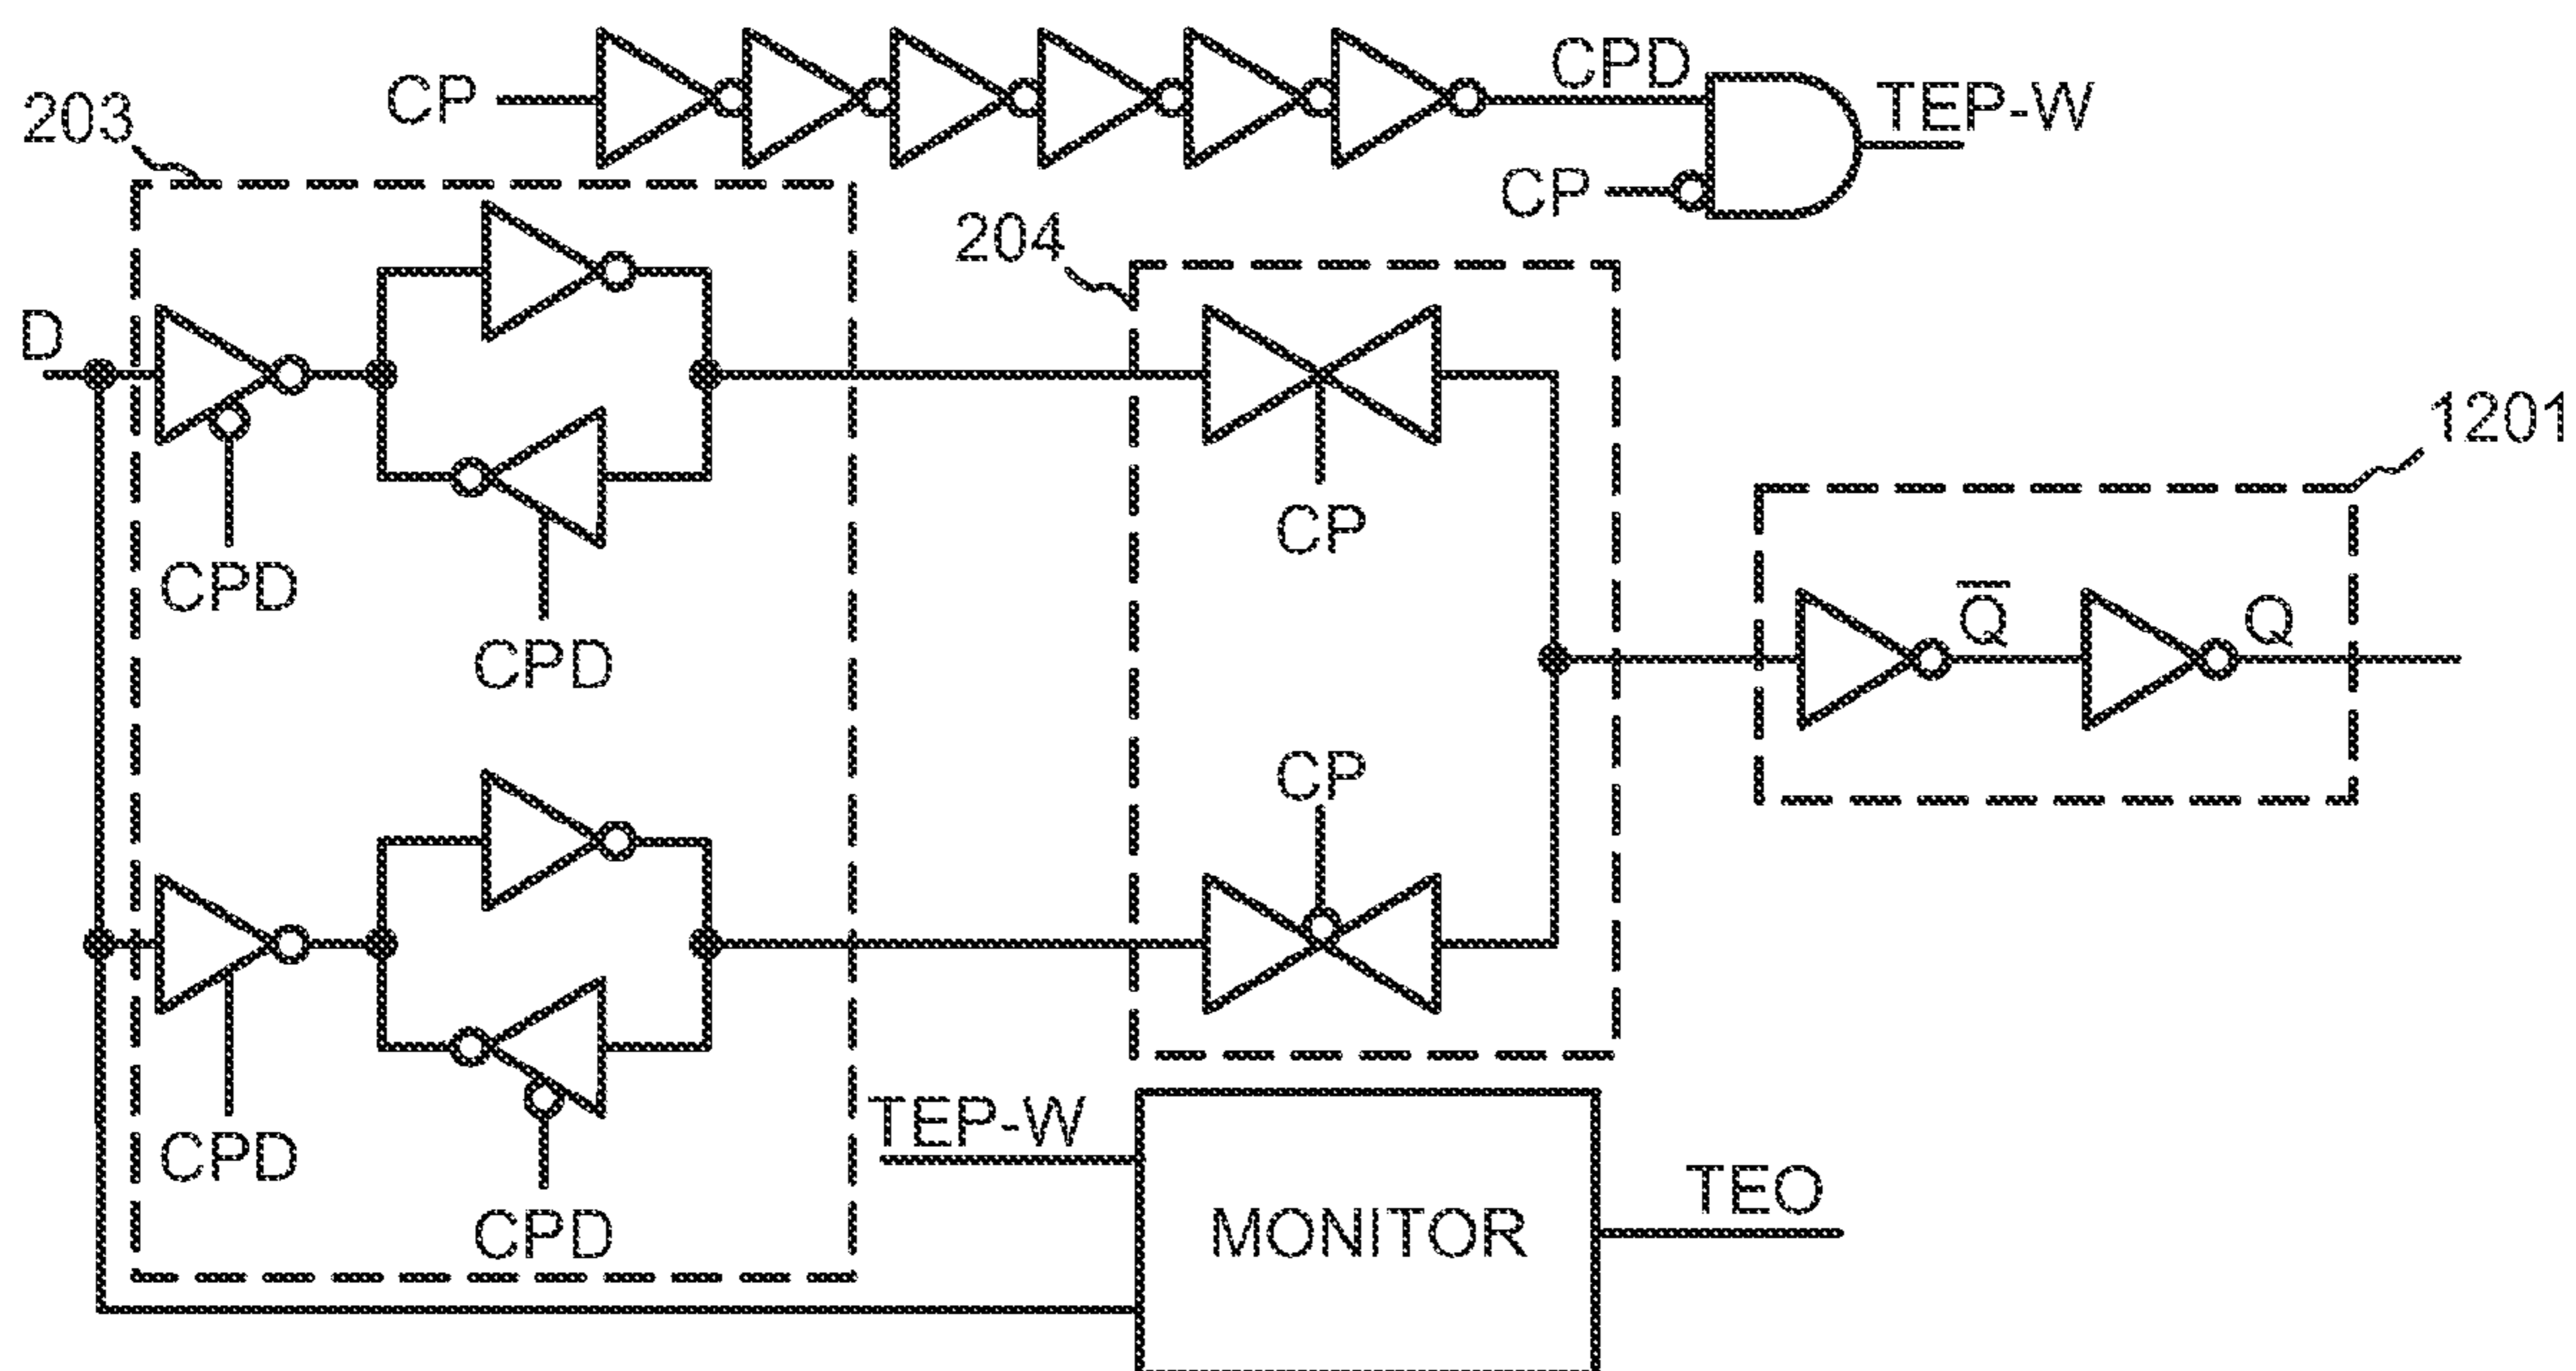 CP
CPD
TEP-W
203
CP
204
D
CP
1201
CPD
Q̅
Q
CPD
CP
TEP-W
CPD
TEO
CPD
MONITOR